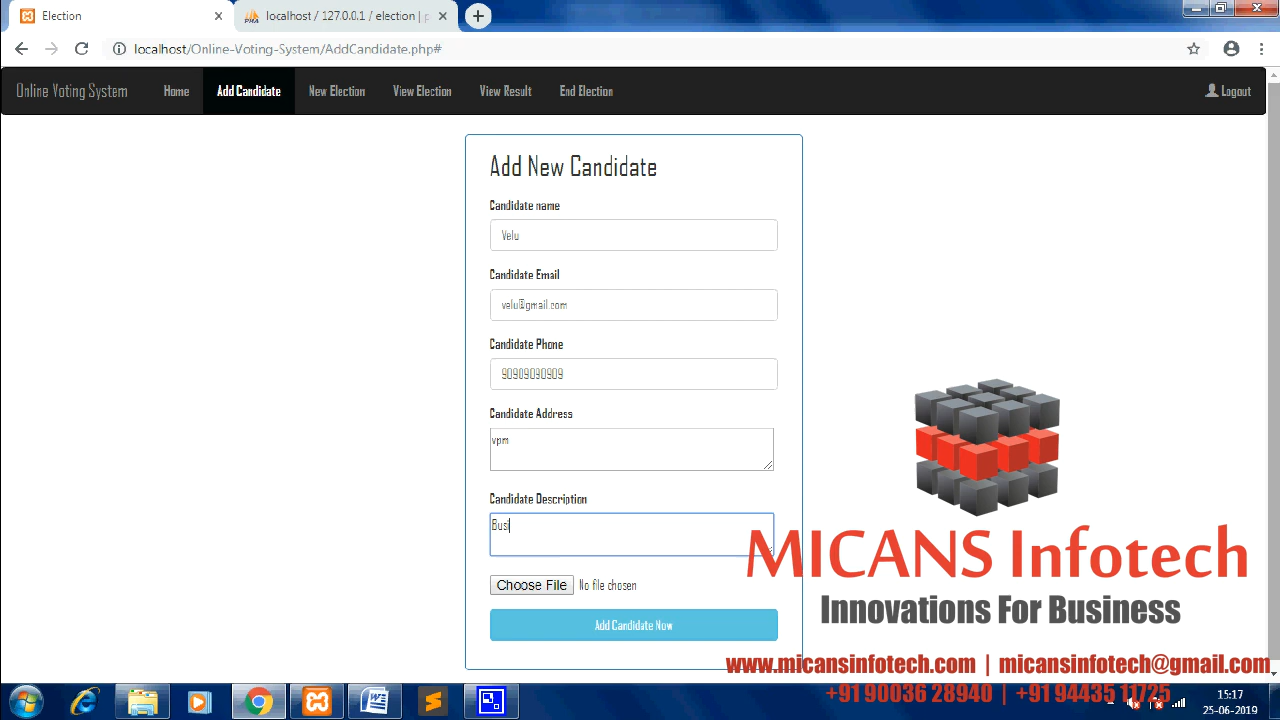 Election
localhost / 127.0.0.1 / election | p
localhost/Online-Voting-System/AddCandidate.php#
Online Voting System Home Add Candidate New Election View Election View Result End Election Logout
Add New Candidate
Candidate name
Velu
Candidate Email
velu@gmail.com
Candidate Phone
90909090909
Candidate Address
vpm
Candidate Description
Busi
Choose File No file chosen
Add Candidate Now
MICANS Infotech
Innovations For Business
www.micansinfotech.com | micansinfotech@gmail.com
+91 90036 28940 | +91 94435 11725
15:17
25-06-2019